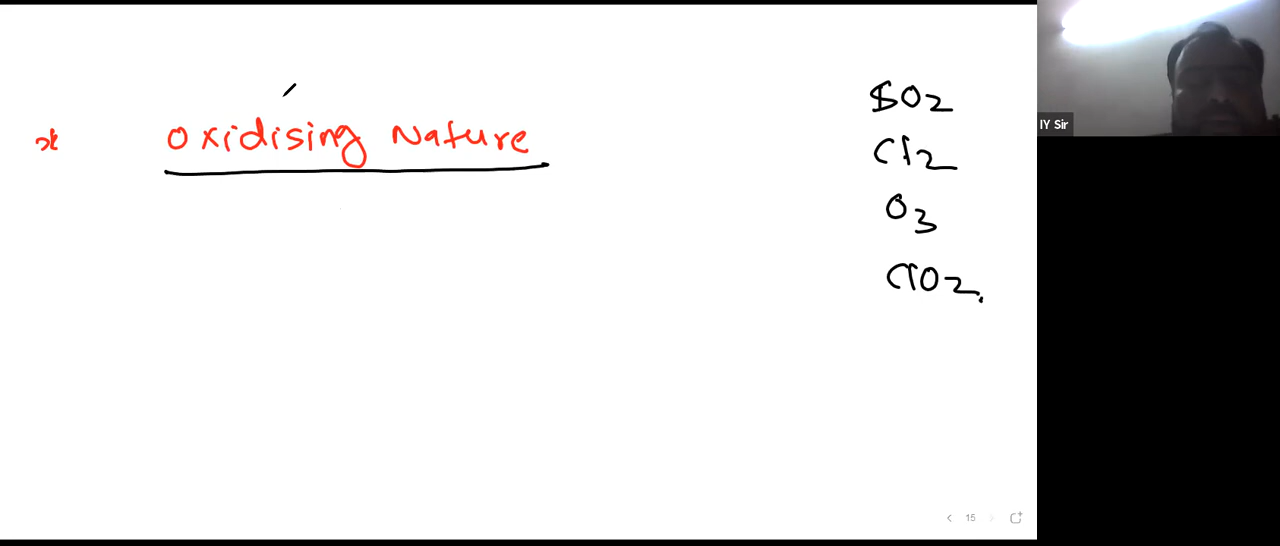 * Oxidising Nature
SO2
Cl2
O3
ClO2.
IY Sir
< 15 >